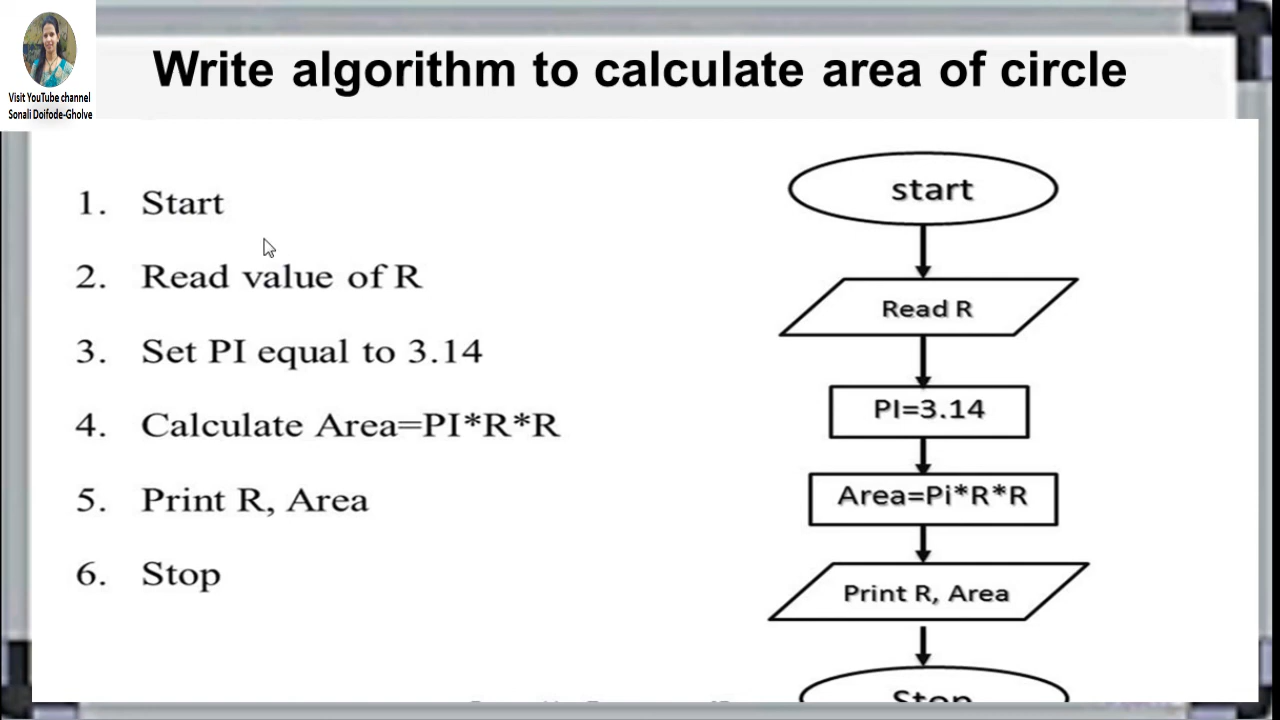 Write algorithm to calculate area of circle
Visit YouTube channel
Sonali Doifode-Gholve
1. Start
2. Read value of R
3. Set PI equal to 3.14
4. Calculate Area=PI*R*R
5. Print R, Area
6. Stop
start
Read R
PI=3.14
Area=Pi*R*R
Print R, Area
Stop